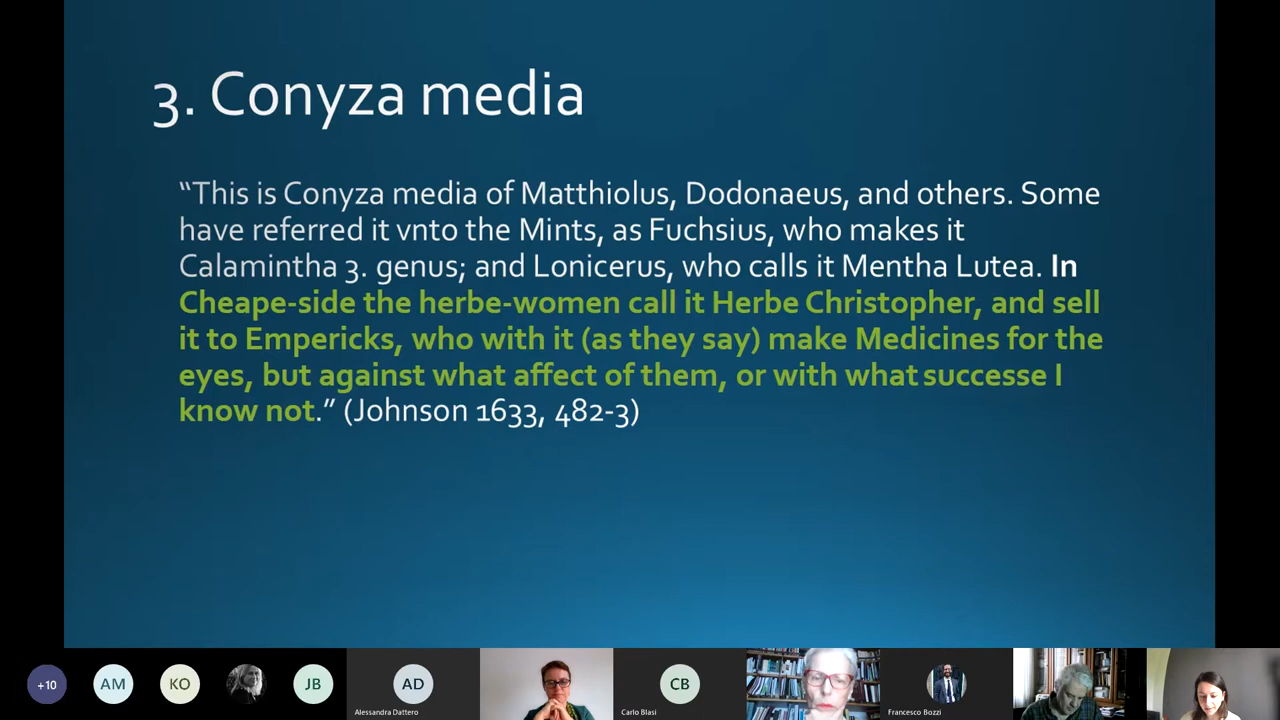 3. Conyza media
“This is Conyza media of Matthiolus, Dodonaeus, and others. Some
have referred it vnto the Mints, as Fuchsius, who makes it
Calamintha 3. genus; and Lonicerus, who calls it Mentha Lutea. In
Cheape-side the herbe-women call it Herbe Christopher, and sell
it to Empericks, who with it (as they say) make Medicines for the
eyes, but against what affect of them, or with what successe I
know not.” (Johnson 1633, 482-3)
+10
AM
KO
JB
AD
Alessandra Dattero
CB
Carlo Blasi
Francesco Bozzi